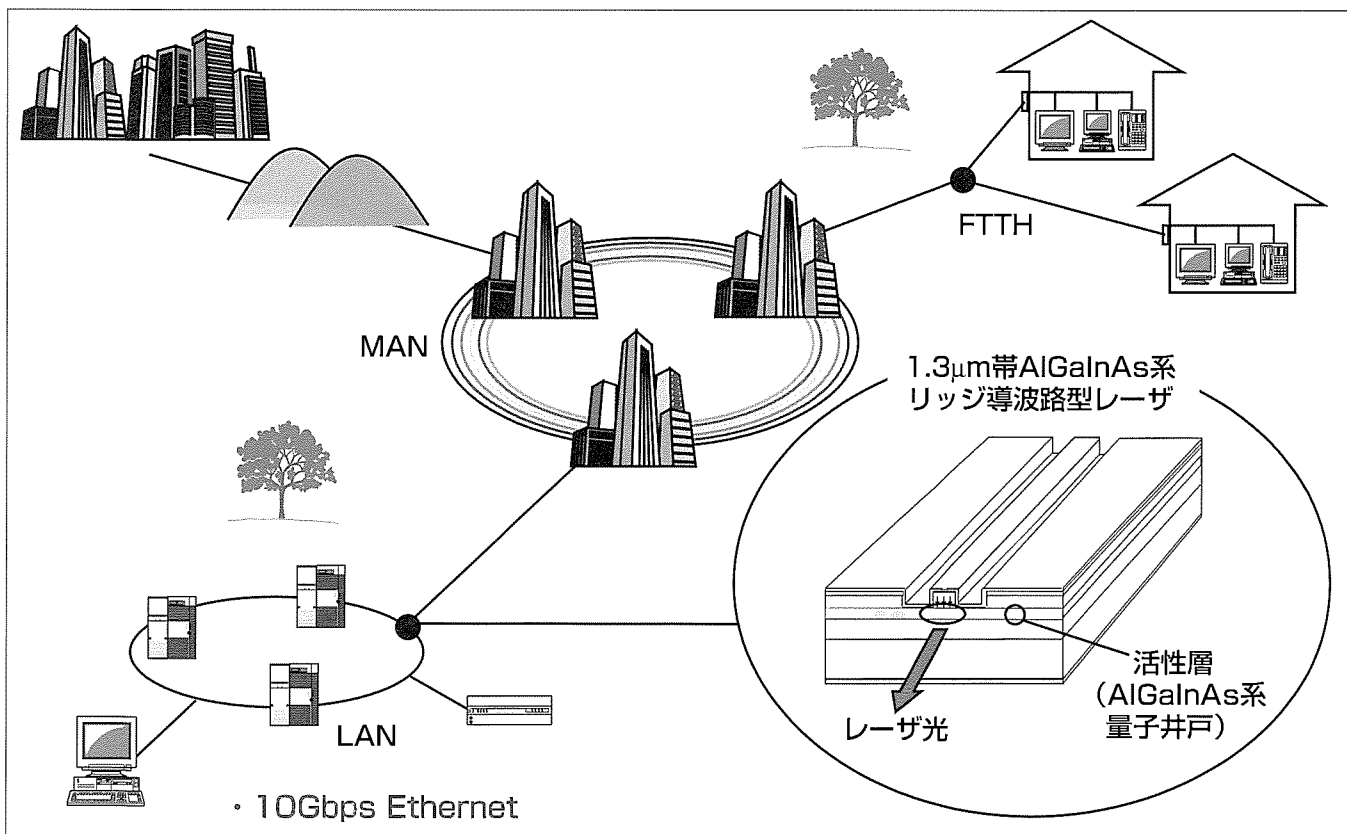 FTTH
MAN
1.3μm帯AlGaInAs系
リッジ導波路型レーザ
活性層
(AlGaInAs系
量子井戸)
レーザ光
LAN
・10Gbps Ethernet